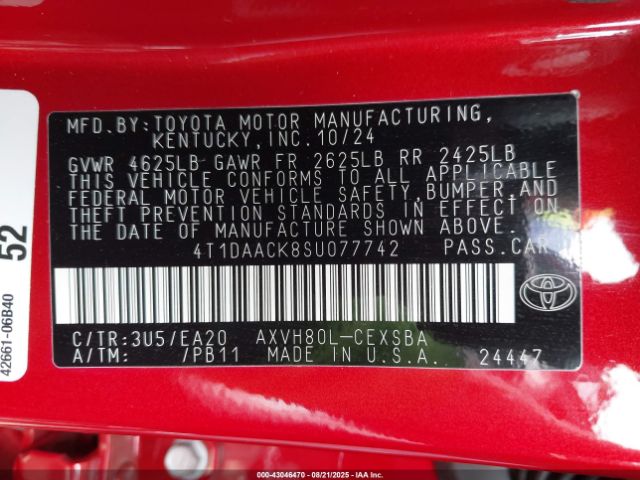 MFD.BY:TOYOTA MOTOR MANUFACTURING,
KENTUCKY,INC.10/24
GVWR 4625LB GAWR FR 2625LB RR 2425LB
THIS VEHICLE CONFORMS TO ALL APPLICABLE
FEDERAL MOTOR VEHICLE SAFETY,BUMPER,AND
THEFT PREVENTION STANDARDS IN EFFECT ON
THE DATE OF MANUFACTURE SHOWN ABOVE.
4T1DAACK8SU077742 PASS.CAR
C/TR:3U5/EA20 AXVH80L-CEXSBA
A/TM: /PB11 MADE IN U.S.A. 24447
52
42661-06B40
000-43046470 - 08/21/2025 - IAAI.COM